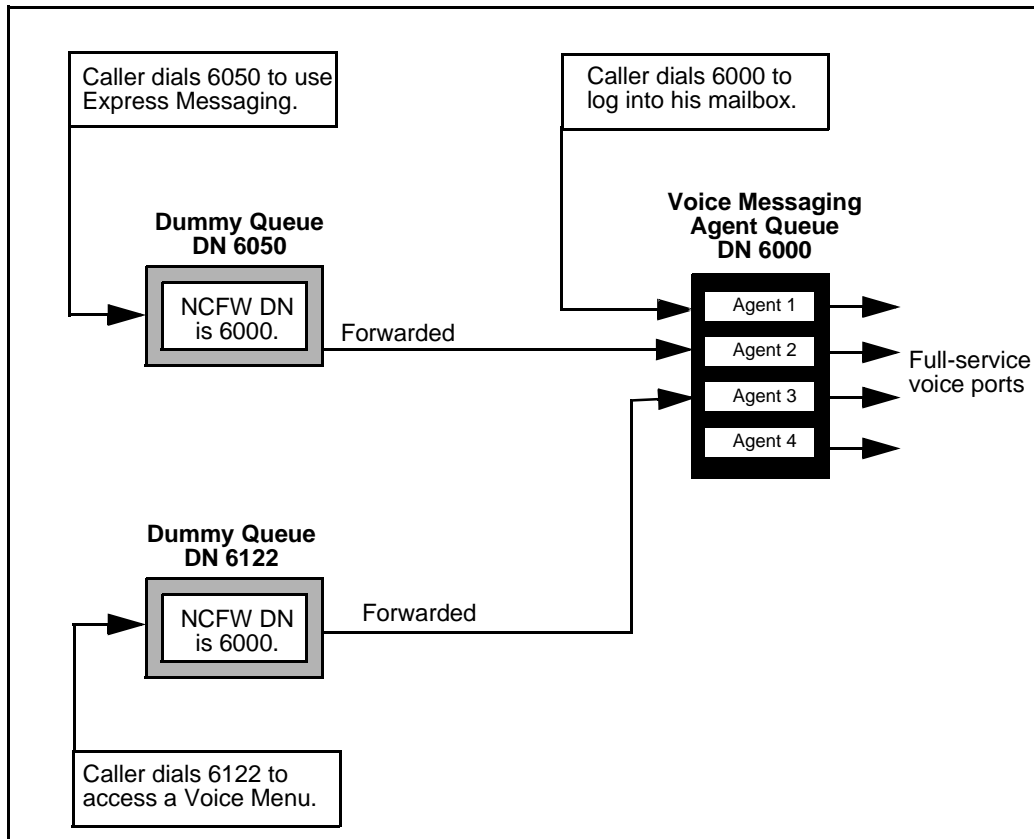 Caller dials 6050 to use
Express Messaging.
Caller dials 6000 to
log into his mailbox.
Dummy Queue
DN 6050
NCFW DN
is 6000.
Forwarded
Voice Messaging
Agent Queue
DN 6000
Agent 1
Agent 2
Agent 3
Agent 4
Full-service
voice ports
Dummy Queue
DN 6122
NCFW DN
is 6000.
Forwarded
Caller dials 6122 to
access a Voice Menu.